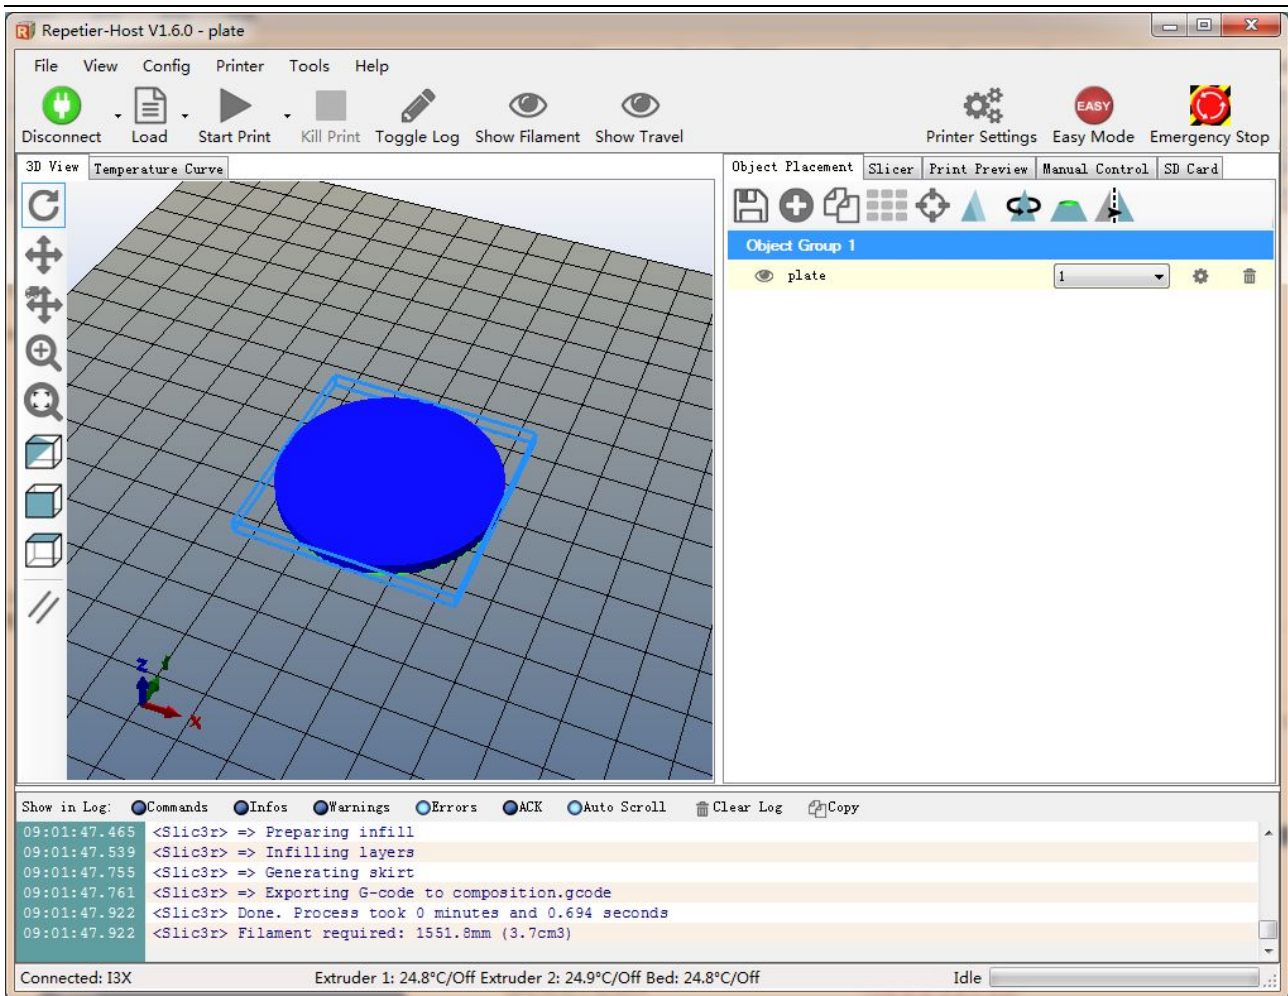 Repetier-Host V1.6.0 - plate
File View Config Printer Tools Help
Disconnect Load Start Print Kill Print Toggle Log Show Filament Show Travel Printer Settings EASY Easy Mode Emergency Stop
3D View Temperature Curve
Object Placement Slicer Print Preview Manual Control SD Card
Object Group 1
plate 1
Z Y
X
Show in Log: Commands Infos Warnings Errors ACK Auto Scroll Clear Log Copy
09:01:47.465 <Slic3r> => Preparing infill
09:01:47.539 <Slic3r> => Infilling layers
09:01:47.755 <Slic3r> => Generating skirt
09:01:47.761 <Slic3r> => Exporting G-code to composition.gcode
09:01:47.922 <Slic3r> Done. Process took 0 minutes and 0.694 seconds
09:01:47.922 <Slic3r> Filament required: 1551.8mm (3.7cm3)
Connected: I3X Extruder 1: 24.8°C/Off Extruder 2: 24.9°C/Off Bed: 24.8°C/Off Idle